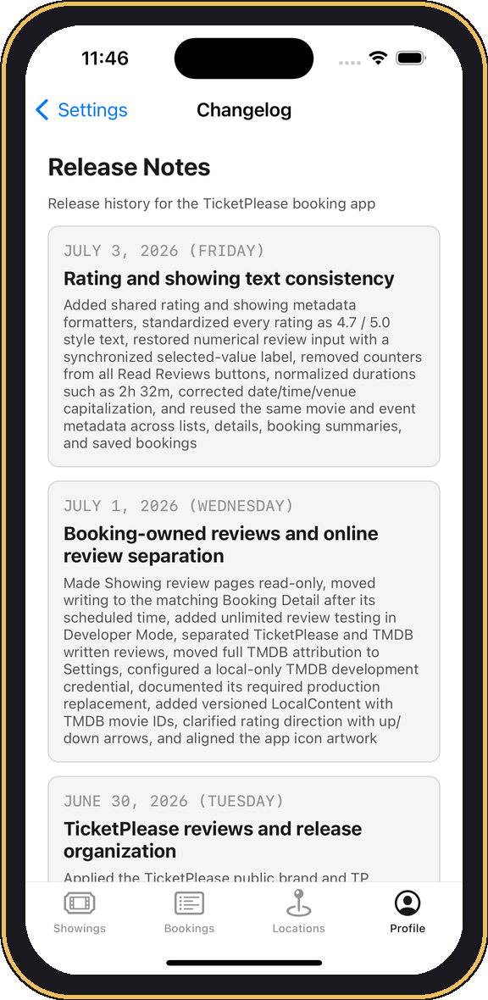 11:46
Settings
Changelog
Release Notes
Release history for the TicketPlease booking app
JULY 3, 2026 (FRIDAY)
Rating and showing text consistency
Added shared rating and showing metadata
formatters, standardized every rating as 4.7 / 5.0
style text, restored numerical review input with a
synchronized selected-value label, removed counters
from all Read Reviews buttons, normalized durations
such as 2h 32m, corrected date/time/venue
capitalization, and reused the same movie and event
metadata across lists, details, booking summaries,
and saved bookings
JULY 1, 2026 (WEDNESDAY)
Booking-owned reviews and online
review separation
Made Showing review pages read-only, moved
writing to the matching Booking Detail after its
scheduled time, added unlimited review testing in
Developer Mode, separated TicketPlease and TMDB
written reviews, moved full TMDB attribution to
Settings, configured a local-only TMDB development
credential, documented its required production
replacement, added versioned LocalContent with
TMDB movie IDs, clarified rating direction with up/
down arrows, and aligned the app icon artwork
JUNE 30, 2026 (TUESDAY)
TicketPlease reviews and release
organization
Applied the TicketPlease public brand and TP
Showings
Bookings
Locations
Profile